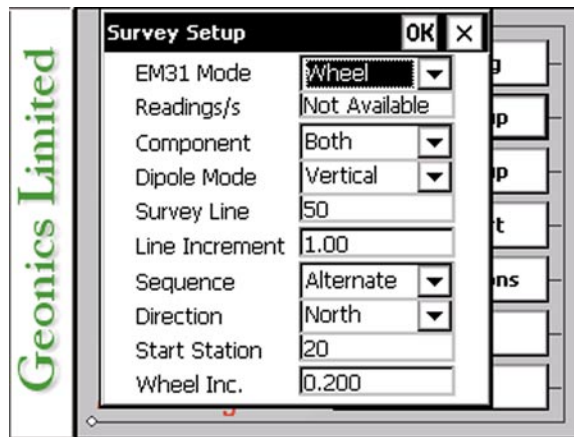 Geonics Limited
Survey Setup OK ×
EM31 Mode Wheel
Readings/s Not Available
Component Both
Dipole Mode Vertical
Survey Line 50
Line Increment 1.00
Sequence Alternate
Direction North
Start Station 20
Wheel Inc. 0.200